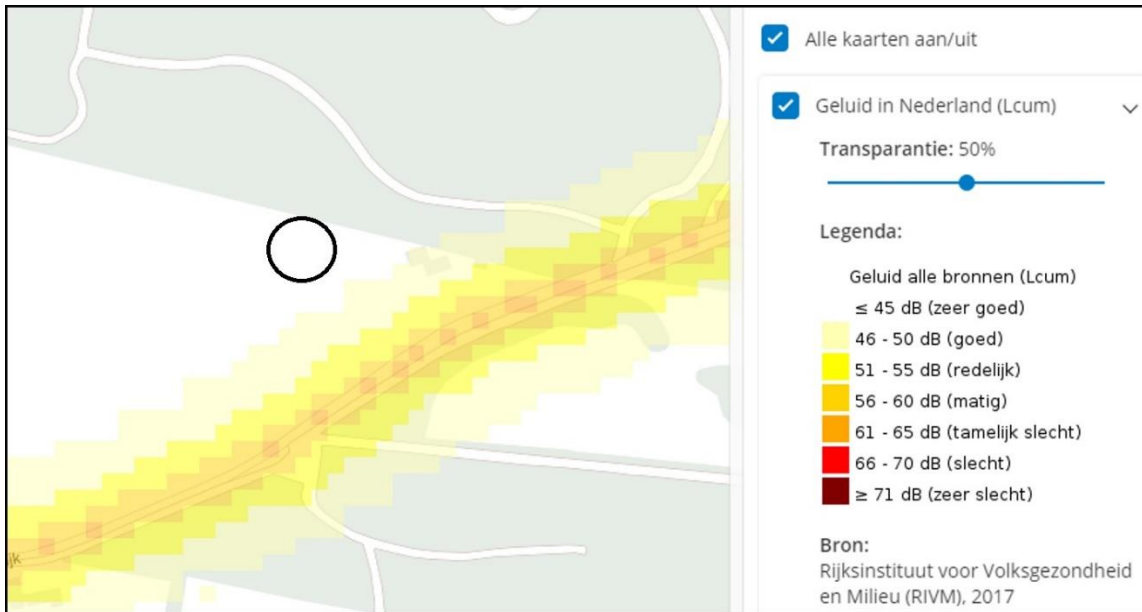 Alle kaarten aan/uit
Geluid in Nederland (Lcum)
Transparantie: 50%
Legenda:
Geluid alle bronnen (Lcum)
≤ 45 dB (zeer goed)
46 - 50 dB (goed)
51 - 55 dB (redelijk)
56 - 60 dB (matig)
61 - 65 dB (tamelijk slecht)
66 - 70 dB (slecht)
≥ 71 dB (zeer slecht)
Bron:
Rijksinstituut voor Volksgezondheid
en Milieu (RIVM), 2017